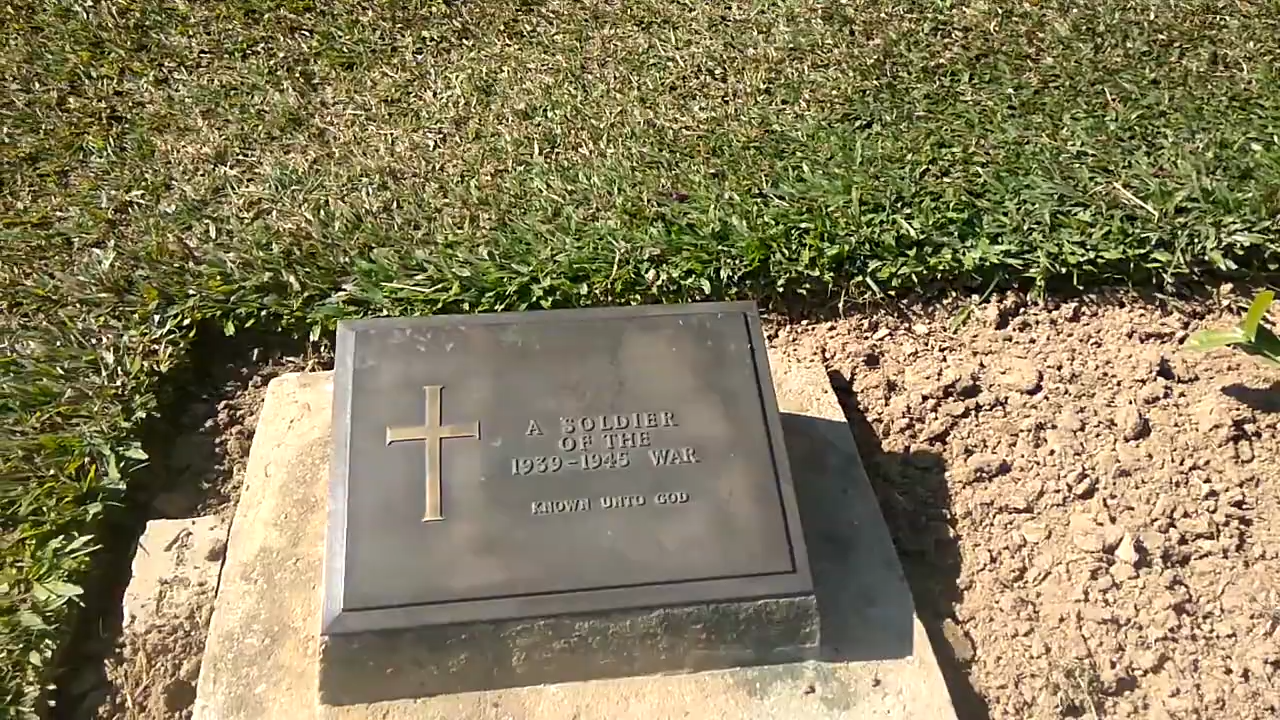 A SOLDIER
OF THE
1939-1945 WAR
KNOWN UNTO GOD